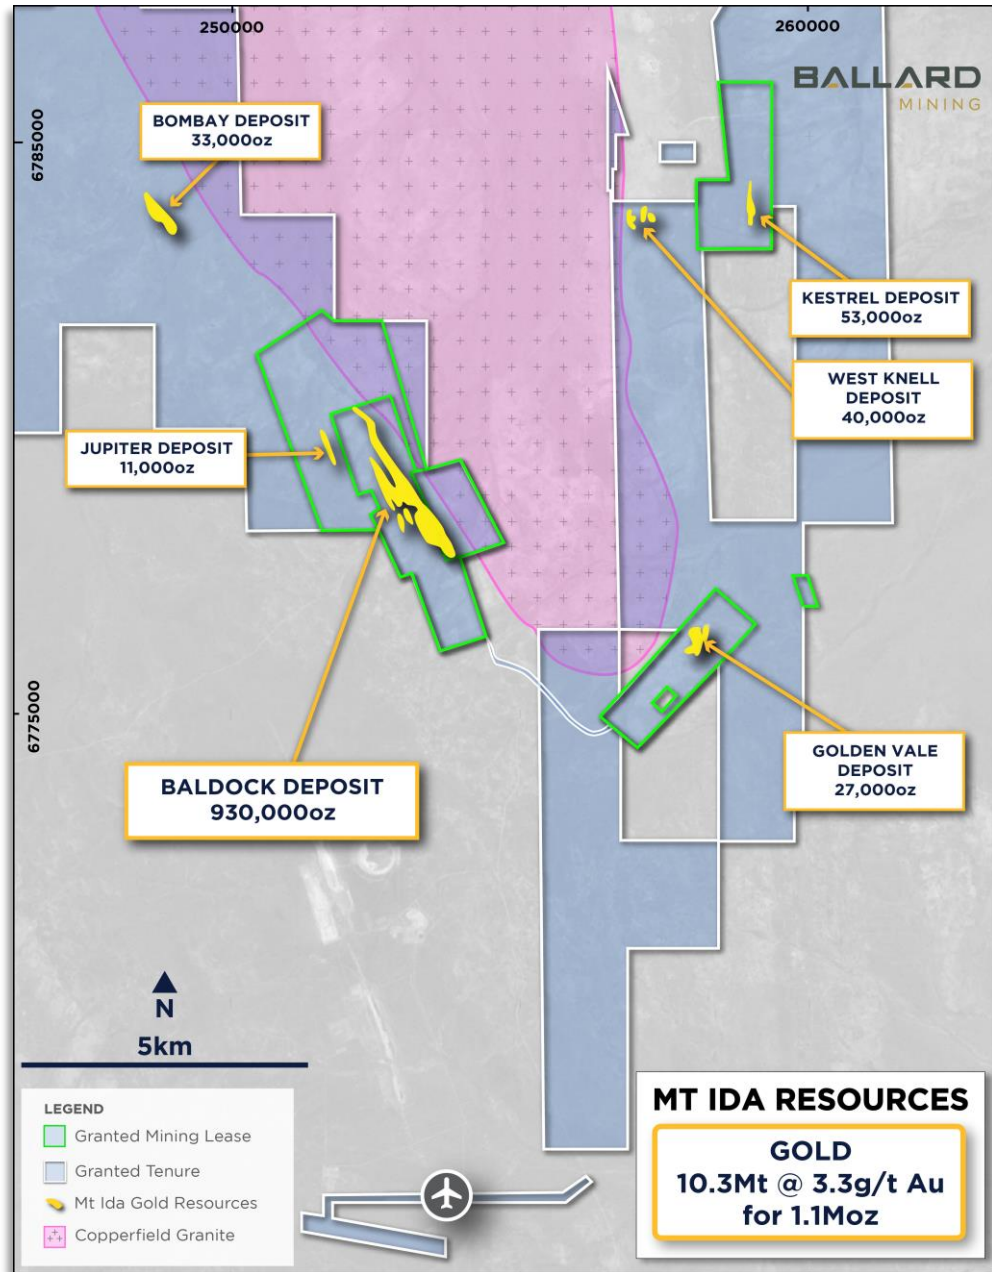 250000
260000
BALLARD
MINING
6785000
BOMBAY DEPOSIT
33,000oz
KESTREL DEPOSIT
53,000oz
WEST KNELL
DEPOSIT
40,000oz
JUPITER DEPOSIT
11,000oz
6775000
GOLDEN VALE
DEPOSIT
27,000oz
BALDOCK DEPOSIT
930,000oz
N
5km
LEGEND
Granted Mining Lease
Granted Tenure
Mt Ida Gold Resources
Copperfield Granite
MT IDA RESOURCES
GOLD
10.3Mt @ 3.3g/t Au
for 1.1Moz